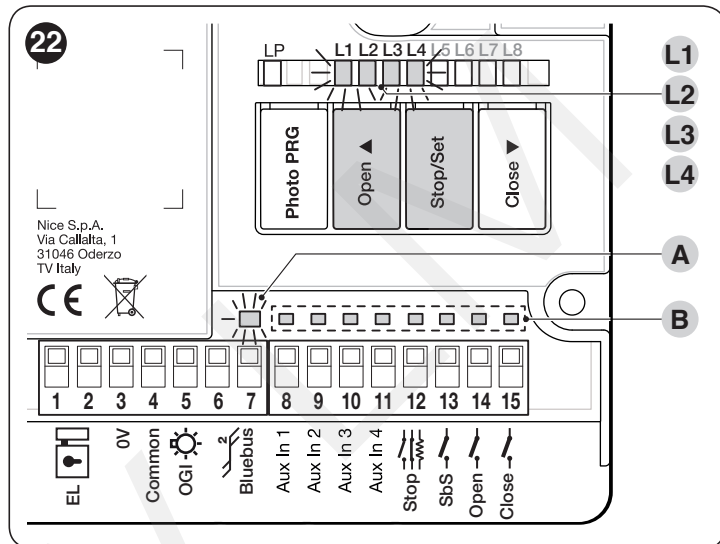 22
LP L1 L2 L3 L4 L5 L6 L7 L8
L1
L2
L3
L4
Photo PRG
Open ▲
Stop/Set
Close ▼
Nice S.p.A.
Via Callalta, 1
31046 Oderzo
TV Italy
CE
A
B
1 2 3 4 5 6 7 8 9 10 11 12 13 14 15
EL
0V
Common
OGI
2
Bluebus
Aux In 1
Aux In 2
Aux In 3
Aux In 4
Stop
SbS
Open
Close